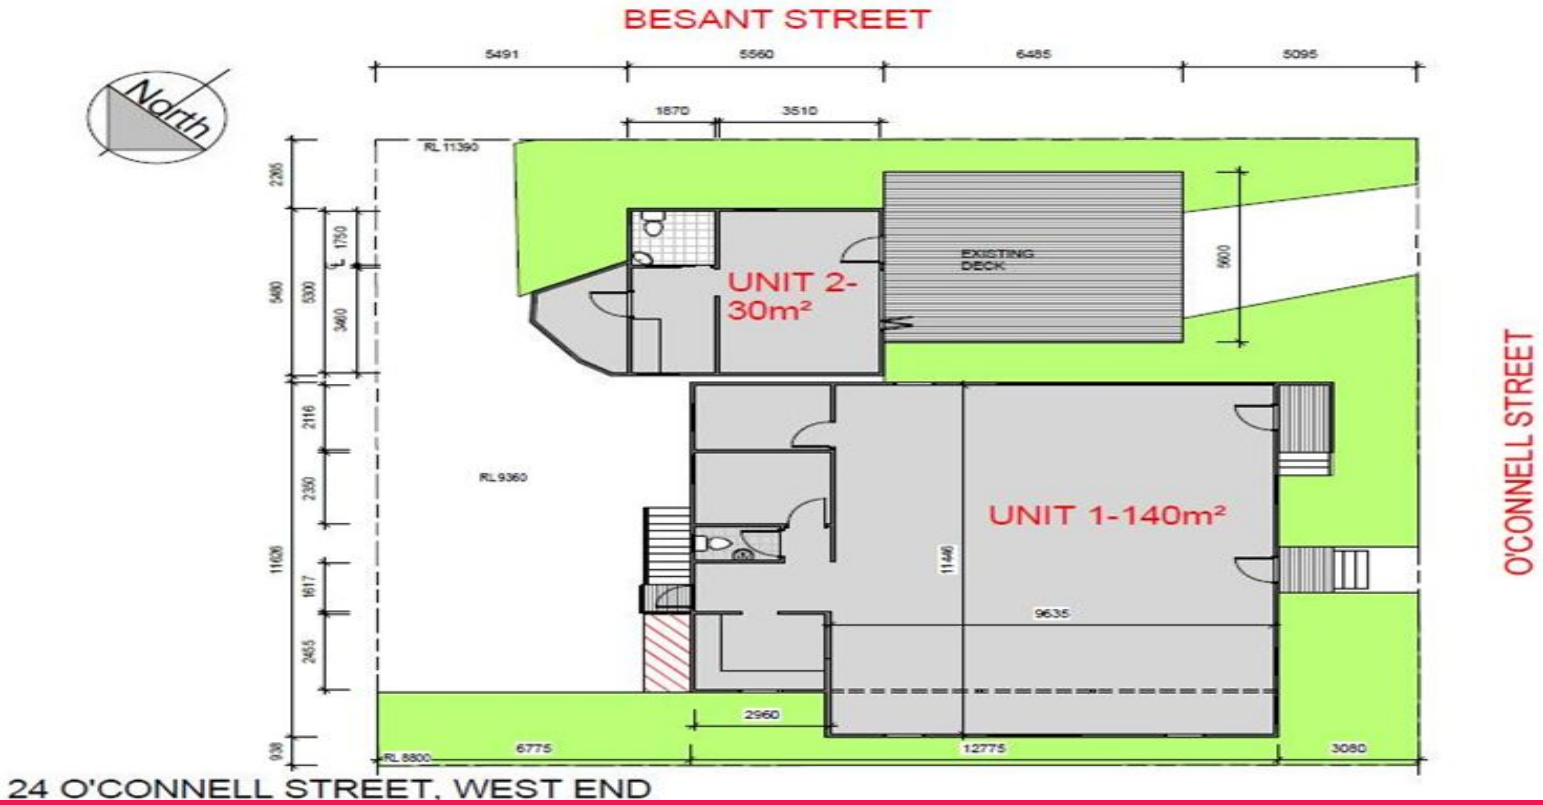 BESANT STREET
5491
5560
6485
5095
North
1870
3510
RL 11390
2265
1750
5480
5300
3460
EXISTING
DECK
5600
UNIT 2-
30m²
O'CONNELL STREET
2116
2350
RL 9360
UNIT 1-140m²
11626
11446
1617
9635
2455
2960
938
6775
12775
3080
RL 8800
24 O'CONNELL STREET, WEST END